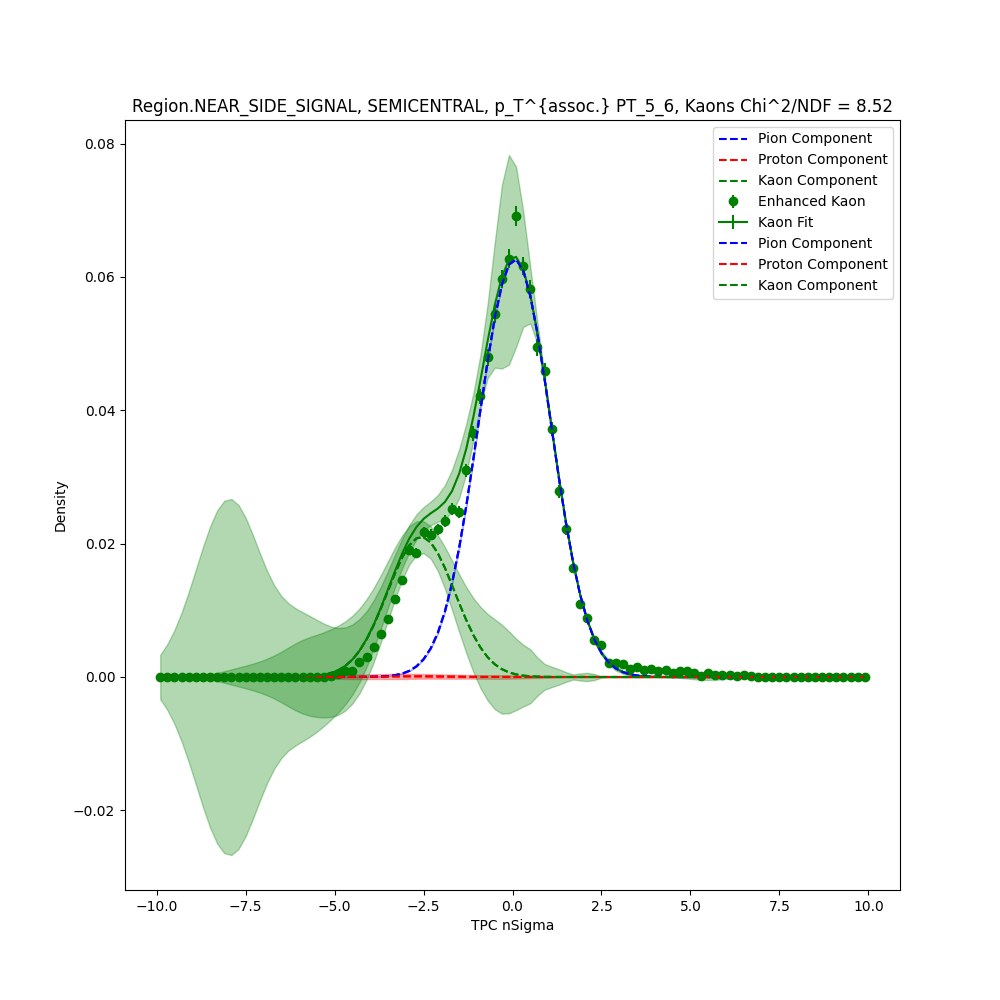 Region.NEAR_SIDE_SIGNAL, SEMICENTRAL, p_T^{assoc.} PT_5_6, Kaons Chi^2/NDF = 8.52
Pion Component
Proton Component
Kaon Component
Enhanced Kaon
Kaon Fit
Pion Component
Proton Component
Kaon Component
0.08
0.06
0.04
0.02
0.00
−0.02
Density
−10.0 −7.5 −5.0 −2.5 0.0 2.5 5.0 7.5 10.0
TPC nSigma